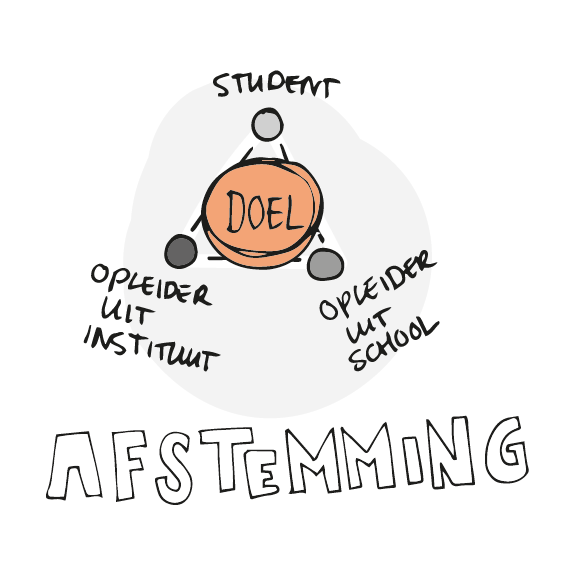 STUDENT
DOEL
OPLEIDER
UIT
INSTITUUT
OPLEIDER
UIT
SCHOOL
AFSTEMMING